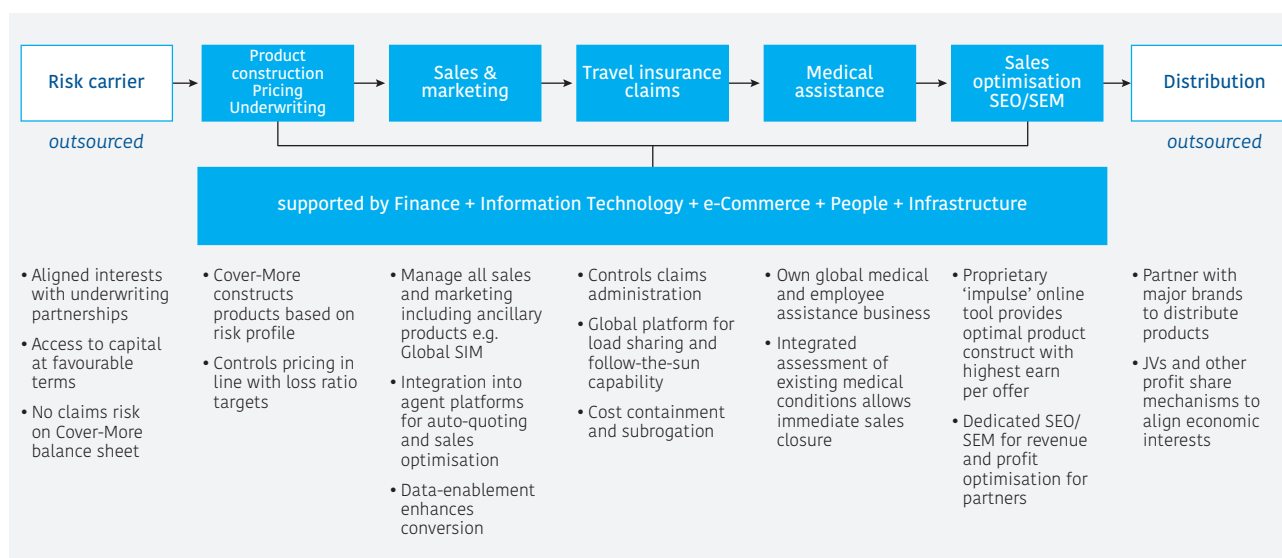 Risk carrier
outsourced
Product
construction
Pricing
Underwriting
Sales &
marketing
Travel insurance
claims
Medical
assistance
Sales
optimisation
SEO/SEM
Distribution
outsourced
supported by Finance + Information Technology + e-Commerce + People + Infrastructure
• Aligned interests
with underwriting
partnerships
• Access to capital
at favourable
terms
• No claims risk
on Cover-More
balance sheet
• Cover-More
constructs
products based on
risk profile
• Controls pricing in
line with loss ratio
targets
• Manage all sales
and marketing
including ancillary
products e.g.
Global SIM
• Integration into
agent platforms
for auto-quoting
and sales
optimisation
• Data-enablement
enhances
conversion
• Controls claims
administration
• Global platform for
load sharing and
follow-the-sun
capability
• Cost containment
and subrogation
• Own global medical
and employee
assistance business
• Integrated
assessment of
existing medical
conditions allows
immediate sales
closure
• Proprietary
‘impulse’ online
tool provides
optimal product
construct with
highest earn
per offer
• Dedicated SEO/
SEM for revenue
and profit
optimisation for
partners
• Partner with
major brands
to distribute
products
• JVs and other
profit share
mechanisms to
align economic
interests